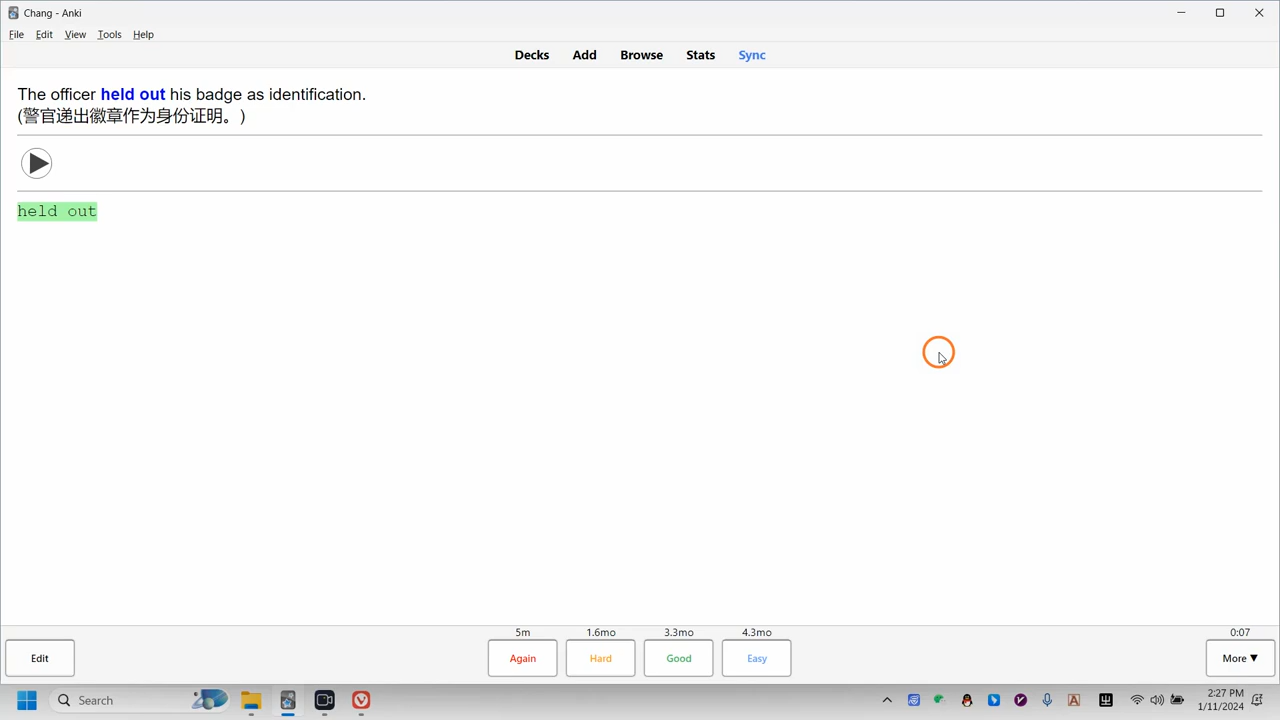 Chang - Anki
File Edit View Tools Help
Decks Add Browse Stats Sync
The officer held out his badge as identification.
(警官递出徽章作为身份证明。)
held out
5m 1.6mo 3.3mo 4.3mo 0:07
Edit Again Hard Good Easy More ▼
Search
2:27 PM
1/11/2024